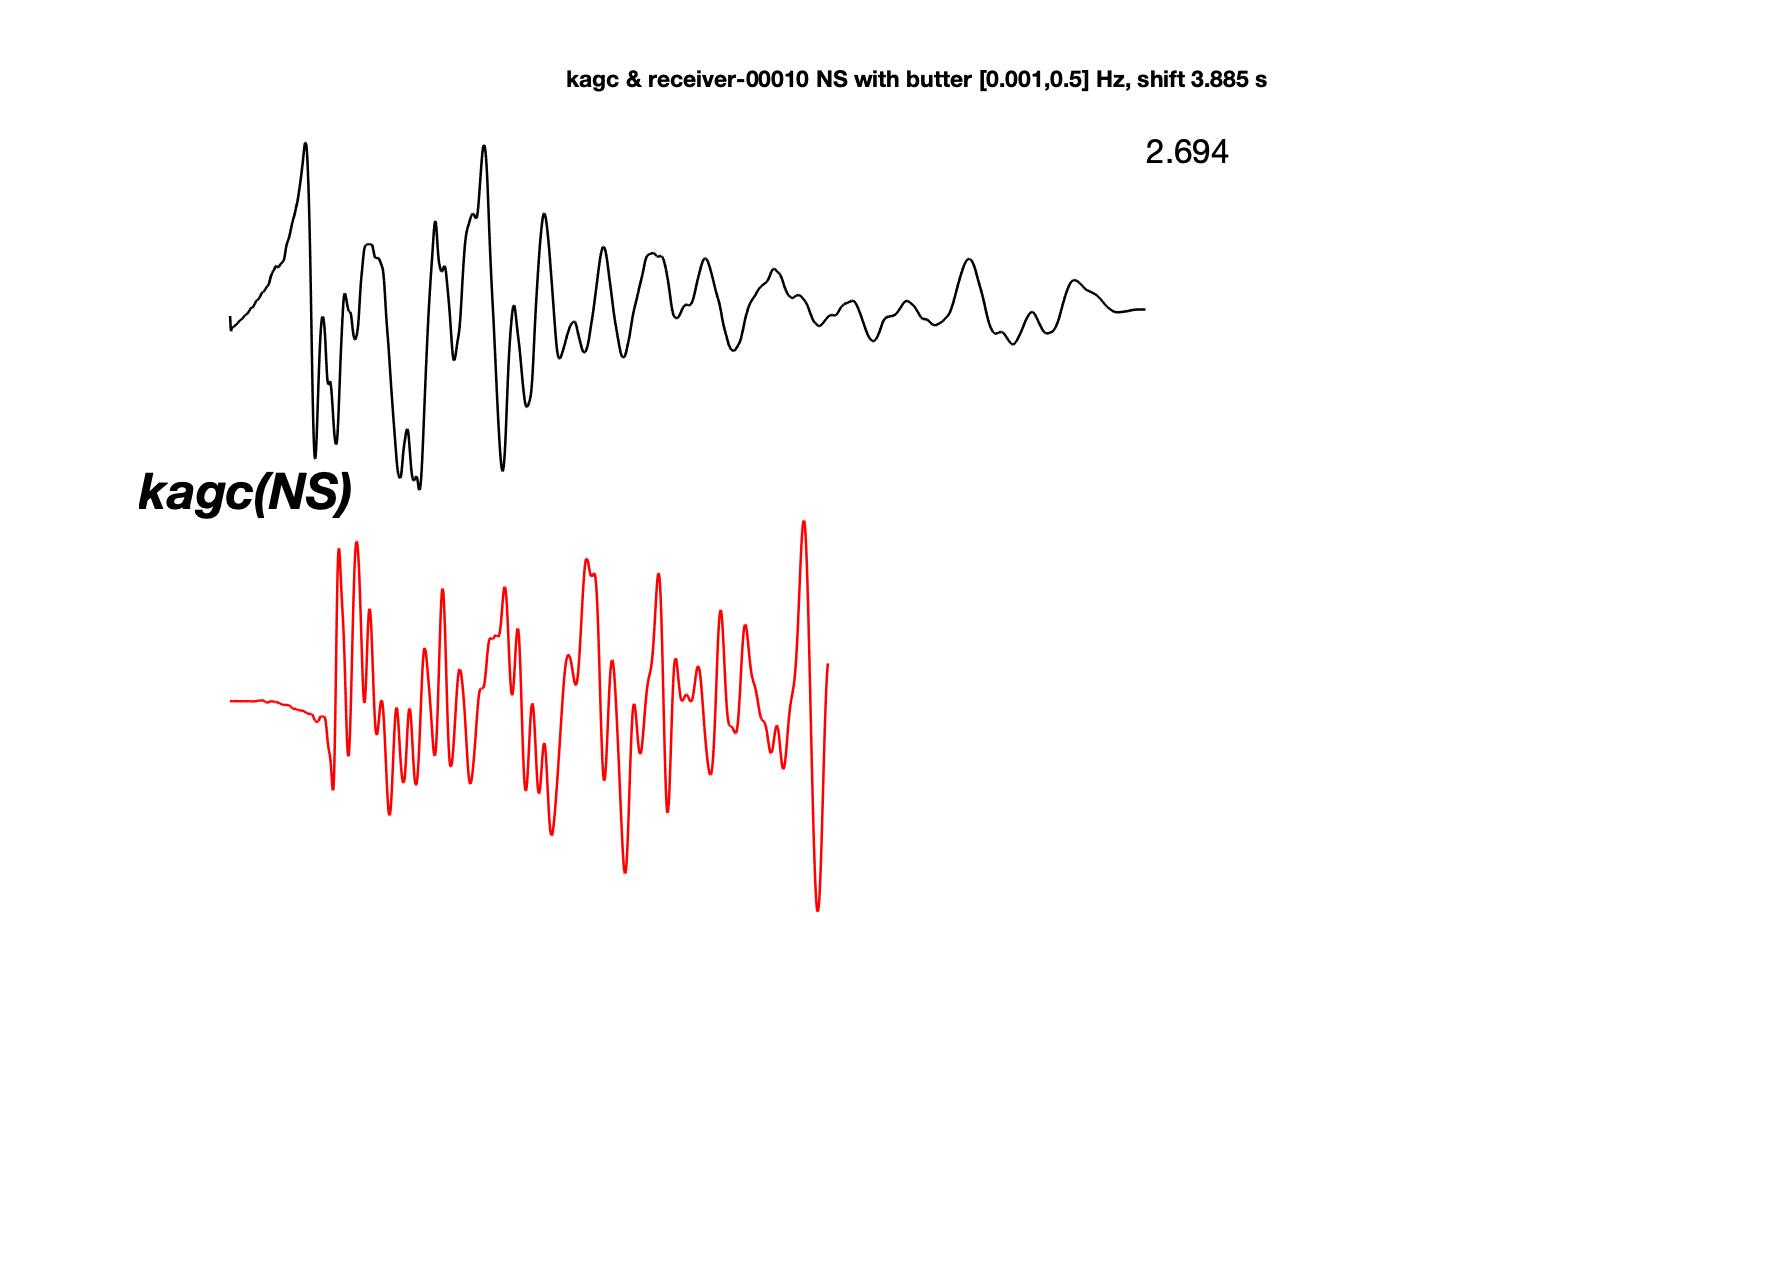 kagc & receiver-00010 NS with butter [0.001,0.5] Hz, shift 3.885 s
2.694
kagc(NS)